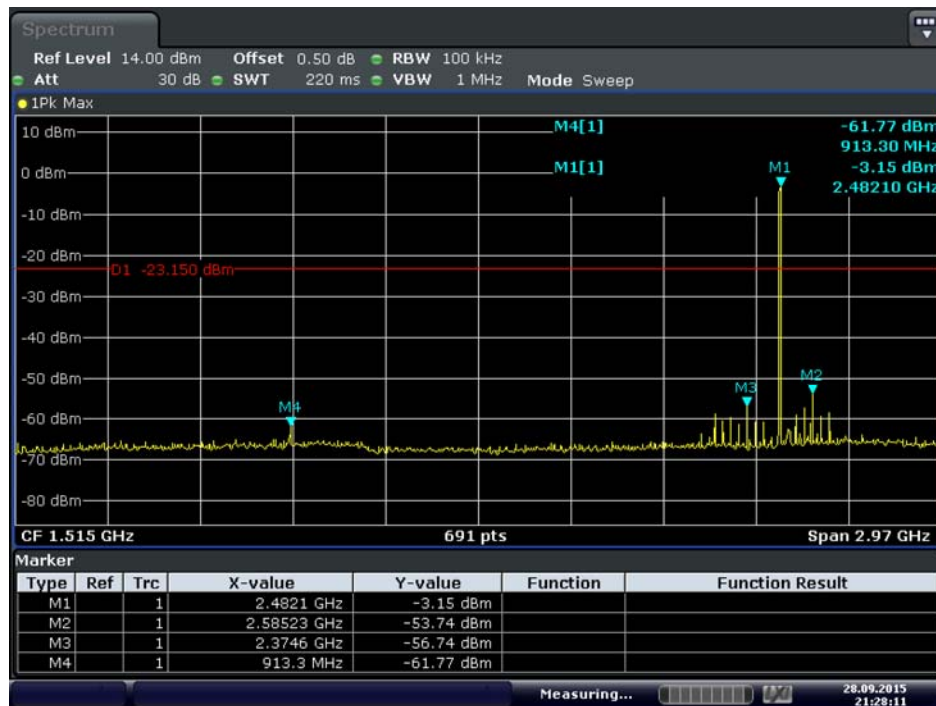 Spectrum
Ref Level 14.00 dBm Offset 0.50 dB RBW 100 kHz
Att 30 dB SWT 220 ms VBW 1 MHz Mode Sweep
1Pk Max
M4[1] -61.77 dBm
913.30 MHz
M1[1] -3.15 dBm
2.48210 GHz
10 dBm
0 dBm
M1
-10 dBm
-20 dBm
D1 -23.150 dBm
-30 dBm
-40 dBm
-50 dBm
M2
M3
M4
-60 dBm
-70 dBm
-80 dBm
CF 1.515 GHz 691 pts Span 2.97 GHz
Marker
Type Ref Trc X-value Y-value Function Function Result
M1 1 2.4821 GHz -3.15 dBm
M2 1 2.58523 GHz -53.74 dBm
M3 1 2.3746 GHz -56.74 dBm
M4 1 913.3 MHz -61.77 dBm
Measuring... 28.09.2015
21:28:11